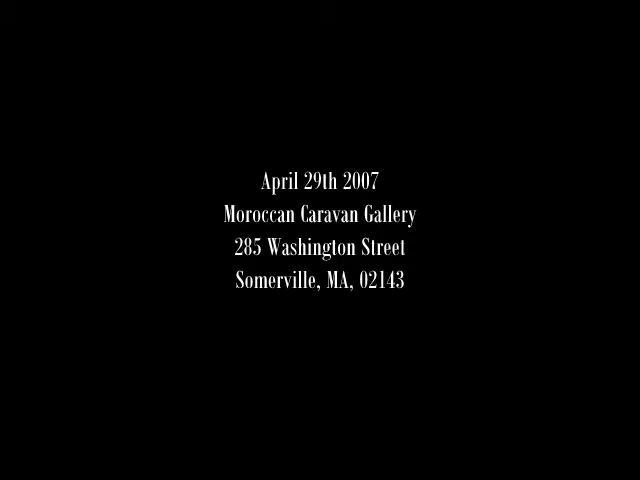 April 29th 2007
Moroccan Caravan Gallery
285 Washington Street
Somerville, MA, 02143